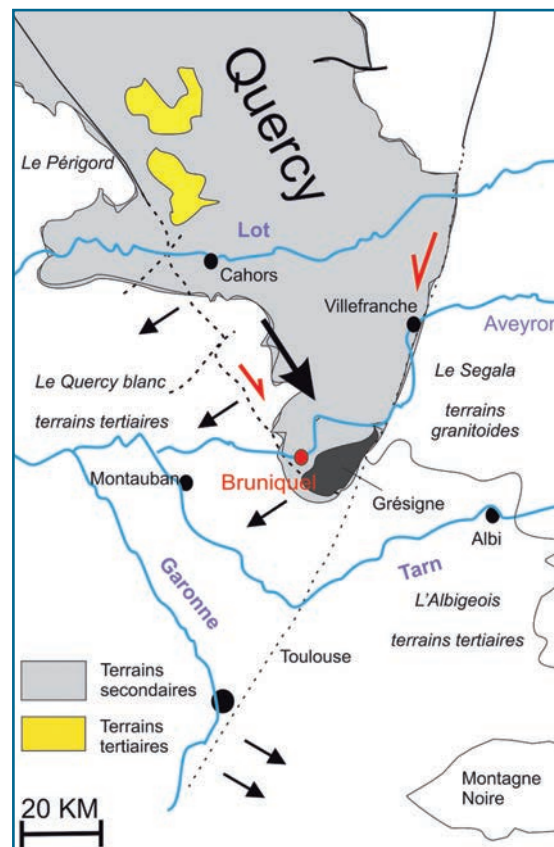 Quercy
Le Périgord
Lot
Cahors
Villefranche
Aveyron
Le Quercy blanc
terrains tertiaires
Le Segala
terrains
granitoides
Montauban
Bruniquel
Grésigne
Albi
Garonne
Tarn
L'Albigeois
terrains tertiaires
Toulouse
Terrains
secondaires
Terrains
tertiaires
Montagne
Noire
20 KM